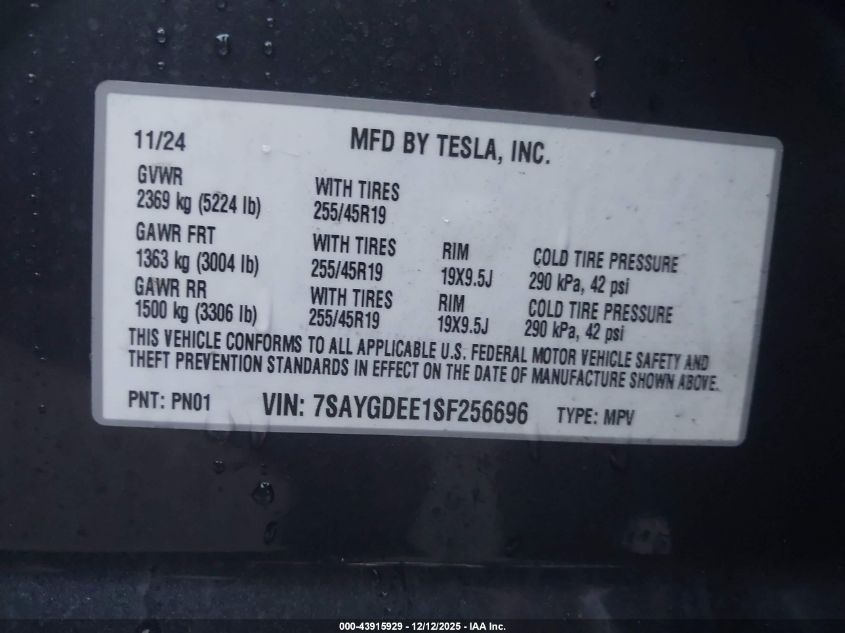 11/24 MFD BY TESLA, INC.
GVWR
2369 kg (5224 lb) WITH TIRES 255/45R19
GAWR FRT
1363 kg (3004 lb) WITH TIRES 255/45R19 RIM 19X9.5J COLD TIRE PRESSURE 290 kPa, 42 psi
GAWR RR
1500 kg (3306 lb) WITH TIRES 255/45R19 RIM 19X9.5J COLD TIRE PRESSURE 290 kPa, 42 psi
THIS VEHICLE CONFORMS TO ALL APPLICABLE U.S. FEDERAL MOTOR VEHICLE SAFETY AND
THEFT PREVENTION STANDARDS IN EFFECT ON THE DATE OF MANUFACTURE SHOWN ABOVE.
PNT: PN01 VIN: 7SAYGDEE1SF256696 TYPE: MPV
000-43915929 - 12/12/2025 - IAA Inc.